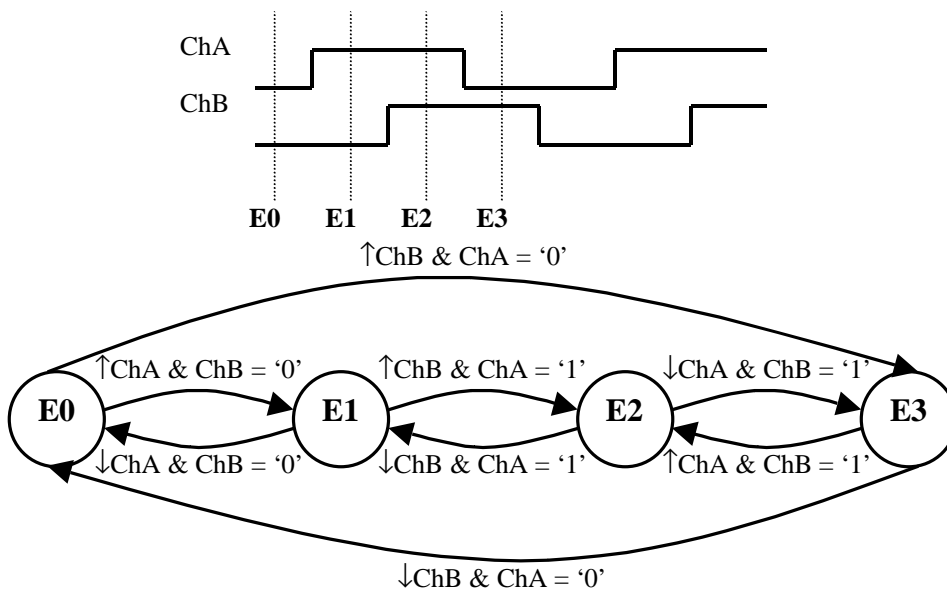 ChA
ChB
E0 E1 E2 E3
↑ChB & ChA = ‘0’
↑ChA & ChB = ‘0’ ↑ChB & ChA = ‘1’ ↓ChA & ChB = ‘1’
E0 E1 E2 E3
↓ChA & ChB = ‘0’ ↓ChB & ChA = ‘1’ ↑ChA & ChB = ‘1’
↓ChB & ChA = ‘0’